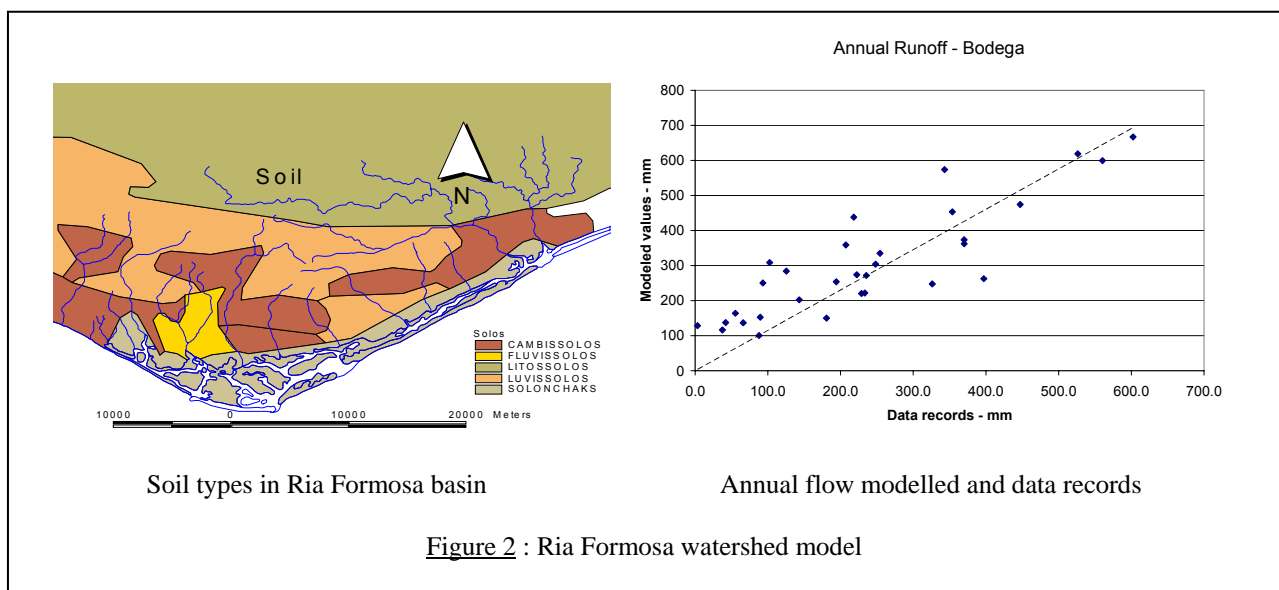 Soil
N
Solos
CAMBISSOLOS
FLUVISSOLOS
LITOSSOLOS
LUVISSOLOS
SOLONCHAKS
10000 0 10000 20000 Meters
Annual Runoff - Bodega
Modeled values - mm
800
700
600
500
400
300
200
100
0
0.0 100.0 200.0 300.0 400.0 500.0 600.0 700.0
Data records - mm
Soil types in Ria Formosa basin
Annual flow modelled and data records
Figure 2 : Ria Formosa watershed model